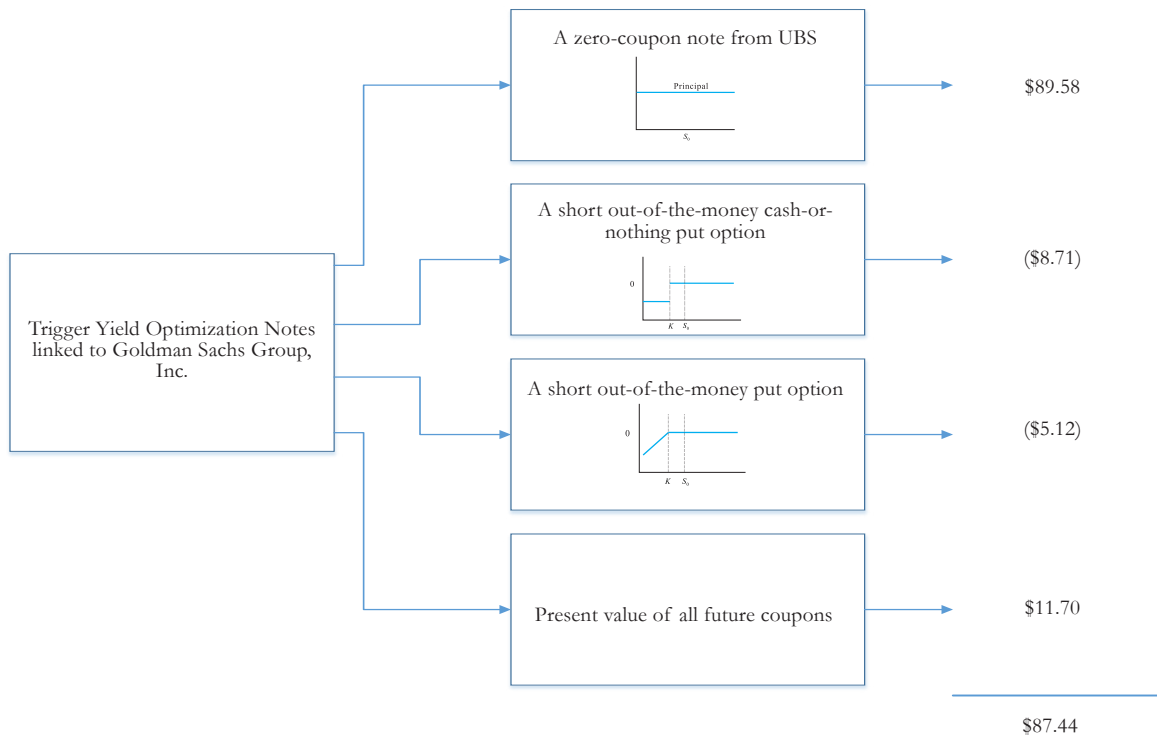 A zero-coupon note from UBS
Principal
S₀
$89.58
A short out-of-the-money cash-or-
nothing put option
0
K S₀
($8.71)
Trigger Yield Optimization Notes
linked to Goldman Sachs Group,
Inc.
A short out-of-the-money put option
0
K S₀
($5.12)
Present value of all future coupons
$11.70
$87.44